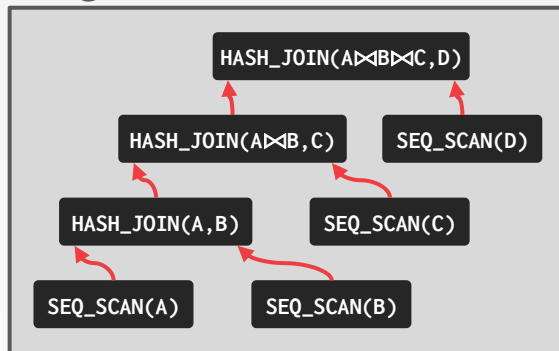 HASH_JOIN(A⨝B⨝C,D)
HASH_JOIN(A⨝B,C)
SEQ_SCAN(D)
HASH_JOIN(A,B)
SEQ_SCAN(C)
SEQ_SCAN(A)
SEQ_SCAN(B)